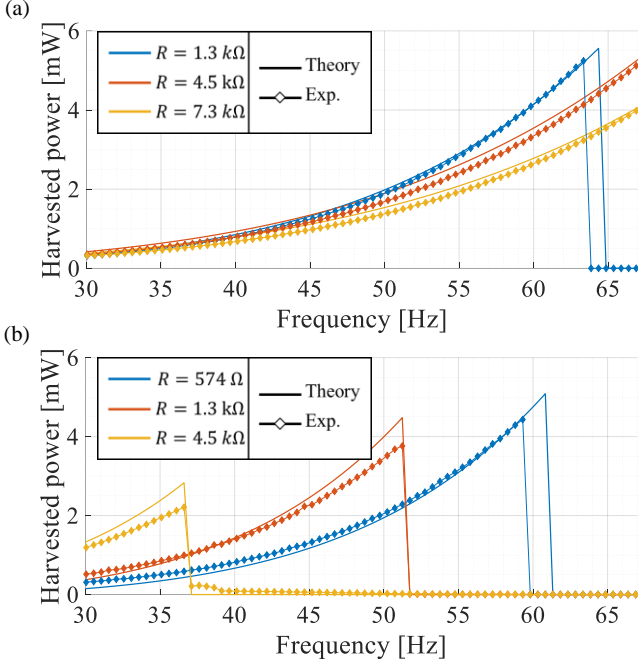 (a)
6
4
2
0
Harvested power [mW]
R = 1.3 kΩ
R = 4.5 kΩ
R = 7.3 kΩ
Theory
Exp.
30 35 40 45 50 55 60 65
Frequency [Hz]
(b)
6
4
2
0
Harvested power [mW]
R = 574 Ω
R = 1.3 kΩ
R = 4.5 kΩ
Theory
Exp.
30 35 40 45 50 55 60 65
Frequency [Hz]